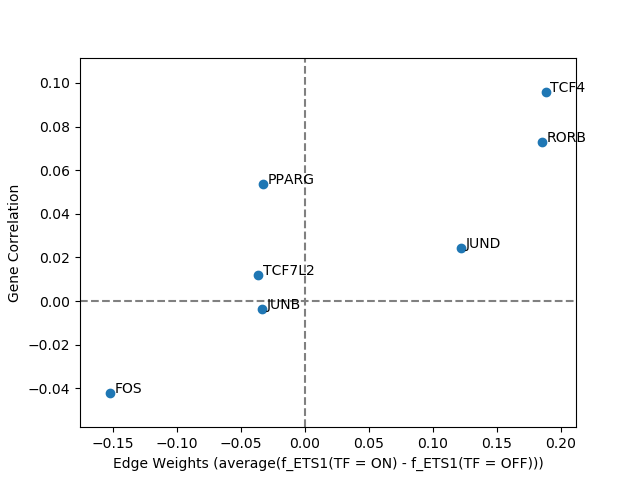 0.10
0.08
0.06
0.04
0.02
0.00
−0.02
−0.04
Gene Correlation
TCF4
RORB
PPARG
JUND
TCF7L2
JUNB
FOS
−0.15
−0.10
−0.05
0.00
0.05
0.10
0.15
0.20
Edge Weights (average(f_ETS1(TF = ON) - f_ETS1(TF = OFF)))